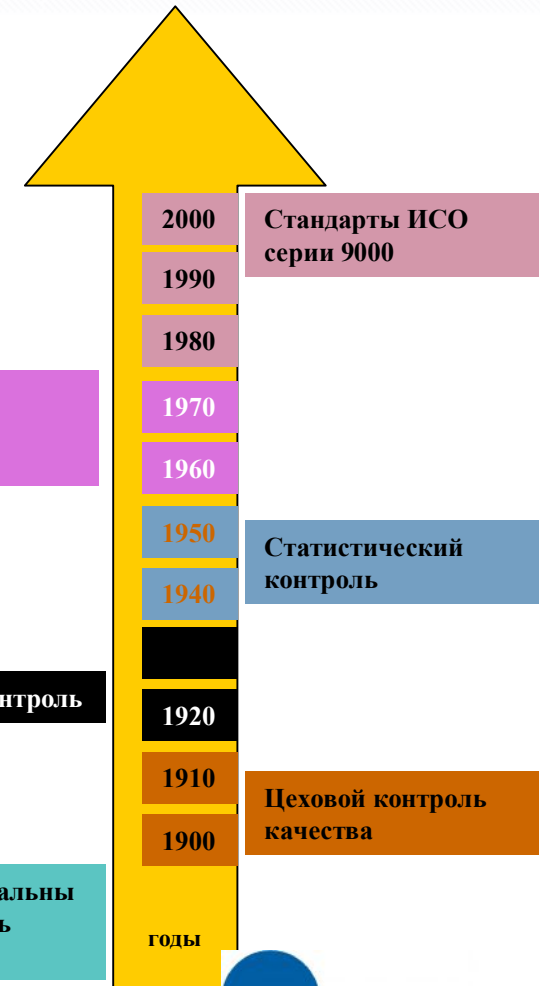 2000
Стандарты ИСО
серии 9000
1990
1980
1970
1960
1950
Статистический
контроль
1940
нтроль
1920
1910
Цеховой контроль
качества
1900
альны
ь
годы